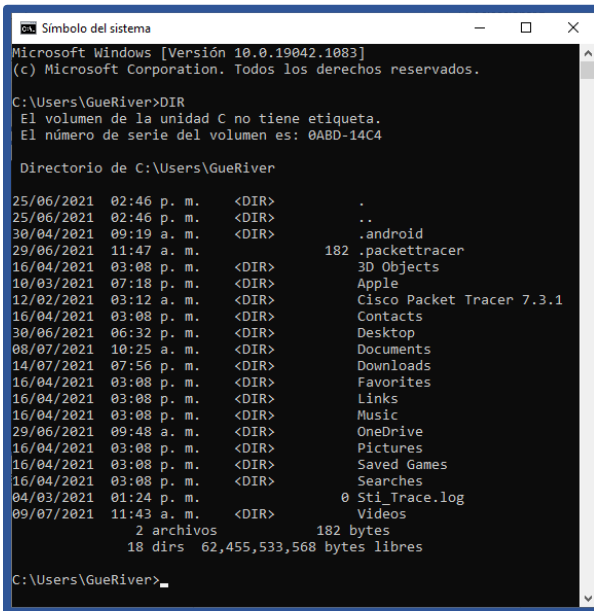 Símbolo del sistema
Microsoft Windows [Versión 10.0.19042.1083]
(c) Microsoft Corporation. Todos los derechos reservados.
C:\Users\GueRiver>DIR
El volumen de la unidad C no tiene etiqueta.
El número de serie del volumen es: 0ABD-14C4
Directorio de C:\Users\GueRiver
25/06/2021  02:46 p. m.    <DIR>          .
25/06/2021  02:46 p. m.    <DIR>          ..
30/04/2021  09:19 a. m.    <DIR>          .android
29/06/2021  11:47 a. m.               182 .packettracer
16/04/2021  03:08 p. m.    <DIR>          3D Objects
10/03/2021  07:18 p. m.    <DIR>          Apple
12/02/2021  03:12 a. m.    <DIR>          Cisco Packet Tracer 7.3.1
16/04/2021  03:08 p. m.    <DIR>          Contacts
30/06/2021  06:32 p. m.    <DIR>          Desktop
08/07/2021  10:25 a. m.    <DIR>          Documents
14/07/2021  07:56 p. m.    <DIR>          Downloads
16/04/2021  03:08 p. m.    <DIR>          Favorites
16/04/2021  03:08 p. m.    <DIR>          Links
16/04/2021  03:08 p. m.    <DIR>          Music
29/06/2021  09:48 a. m.    <DIR>          OneDrive
16/04/2021  03:08 p. m.    <DIR>          Pictures
16/04/2021  03:08 p. m.    <DIR>          Saved Games
16/04/2021  03:08 p. m.    <DIR>          Searches
04/03/2021  01:24 p. m.                 0 Sti_Trace.log
09/07/2021  11:43 a. m.    <DIR>          Videos
2 archivos            182 bytes
18 dirs  62,455,533,568 bytes libres
C:\Users\GueRiver>